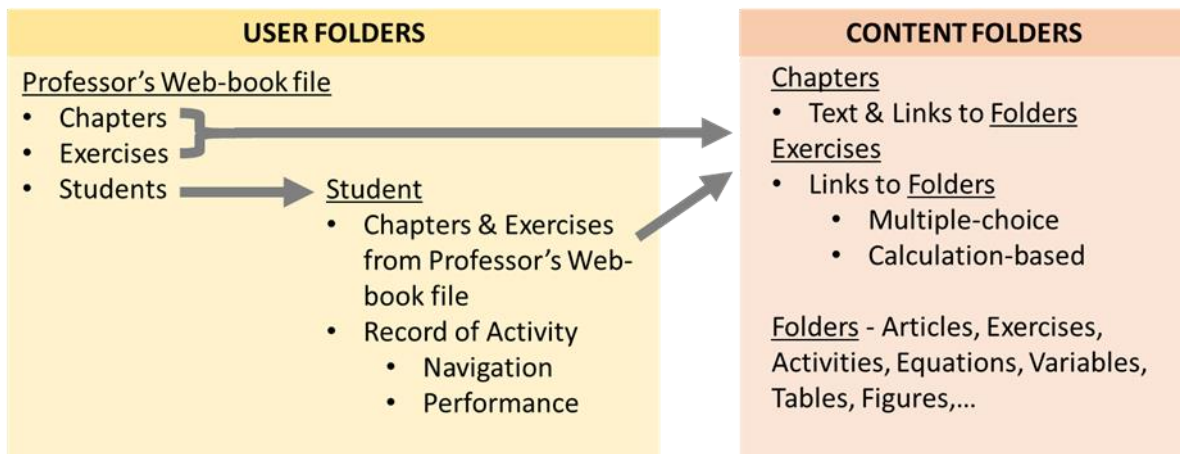 USER FOLDERS
Professor’s Web-book file
• Chapters
• Exercises
• Students
Student
• Chapters & Exercises
from Professor’s Web-
book file
• Record of Activity
• Navigation
• Performance
CONTENT FOLDERS
Chapters
• Text & Links to Folders
Exercises
• Links to Folders
• Multiple-choice
• Calculation-based
Folders - Articles, Exercises,
Activities, Equations, Variables,
Tables, Figures,...